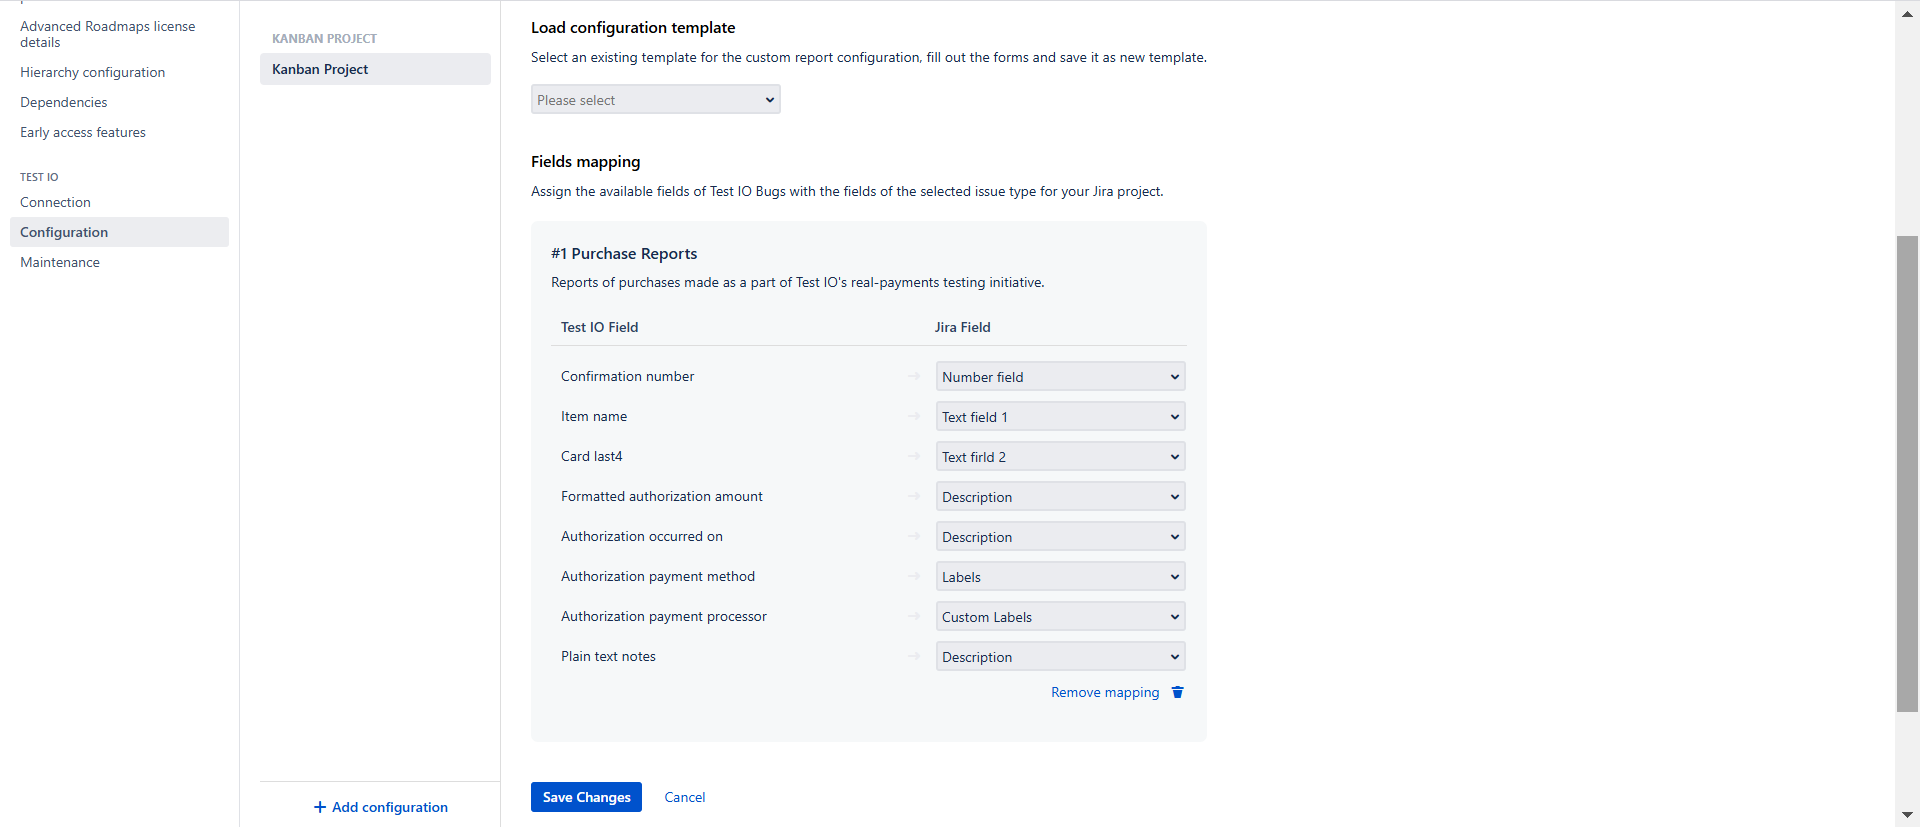 Advanced Roadmaps license
details
Hierarchy configuration
Dependencies
Early access features
TEST IO
Connection
Configuration
Maintenance
KANBAN PROJECT
Kanban Project
+ Add configuration
Load configuration template
Select an existing template for the custom report configuration, fill out the forms and save it as new template.
Please select
Fields mapping
Assign the available fields of Test IO Bugs with the fields of the selected issue type for your Jira project.
#1 Purchase Reports
Reports of purchases made as a part of Test IO's real-payments testing initiative.
Test IO Field Jira Field
Confirmation number → Number field
Item name → Text field 1
Card last4 → Text firld 2
Formatted authorization amount → Description
Authorization occurred on → Description
Authorization payment method → Labels
Authorization payment processor → Custom Labels
Plain text notes → Description
Remove mapping
Save Changes Cancel